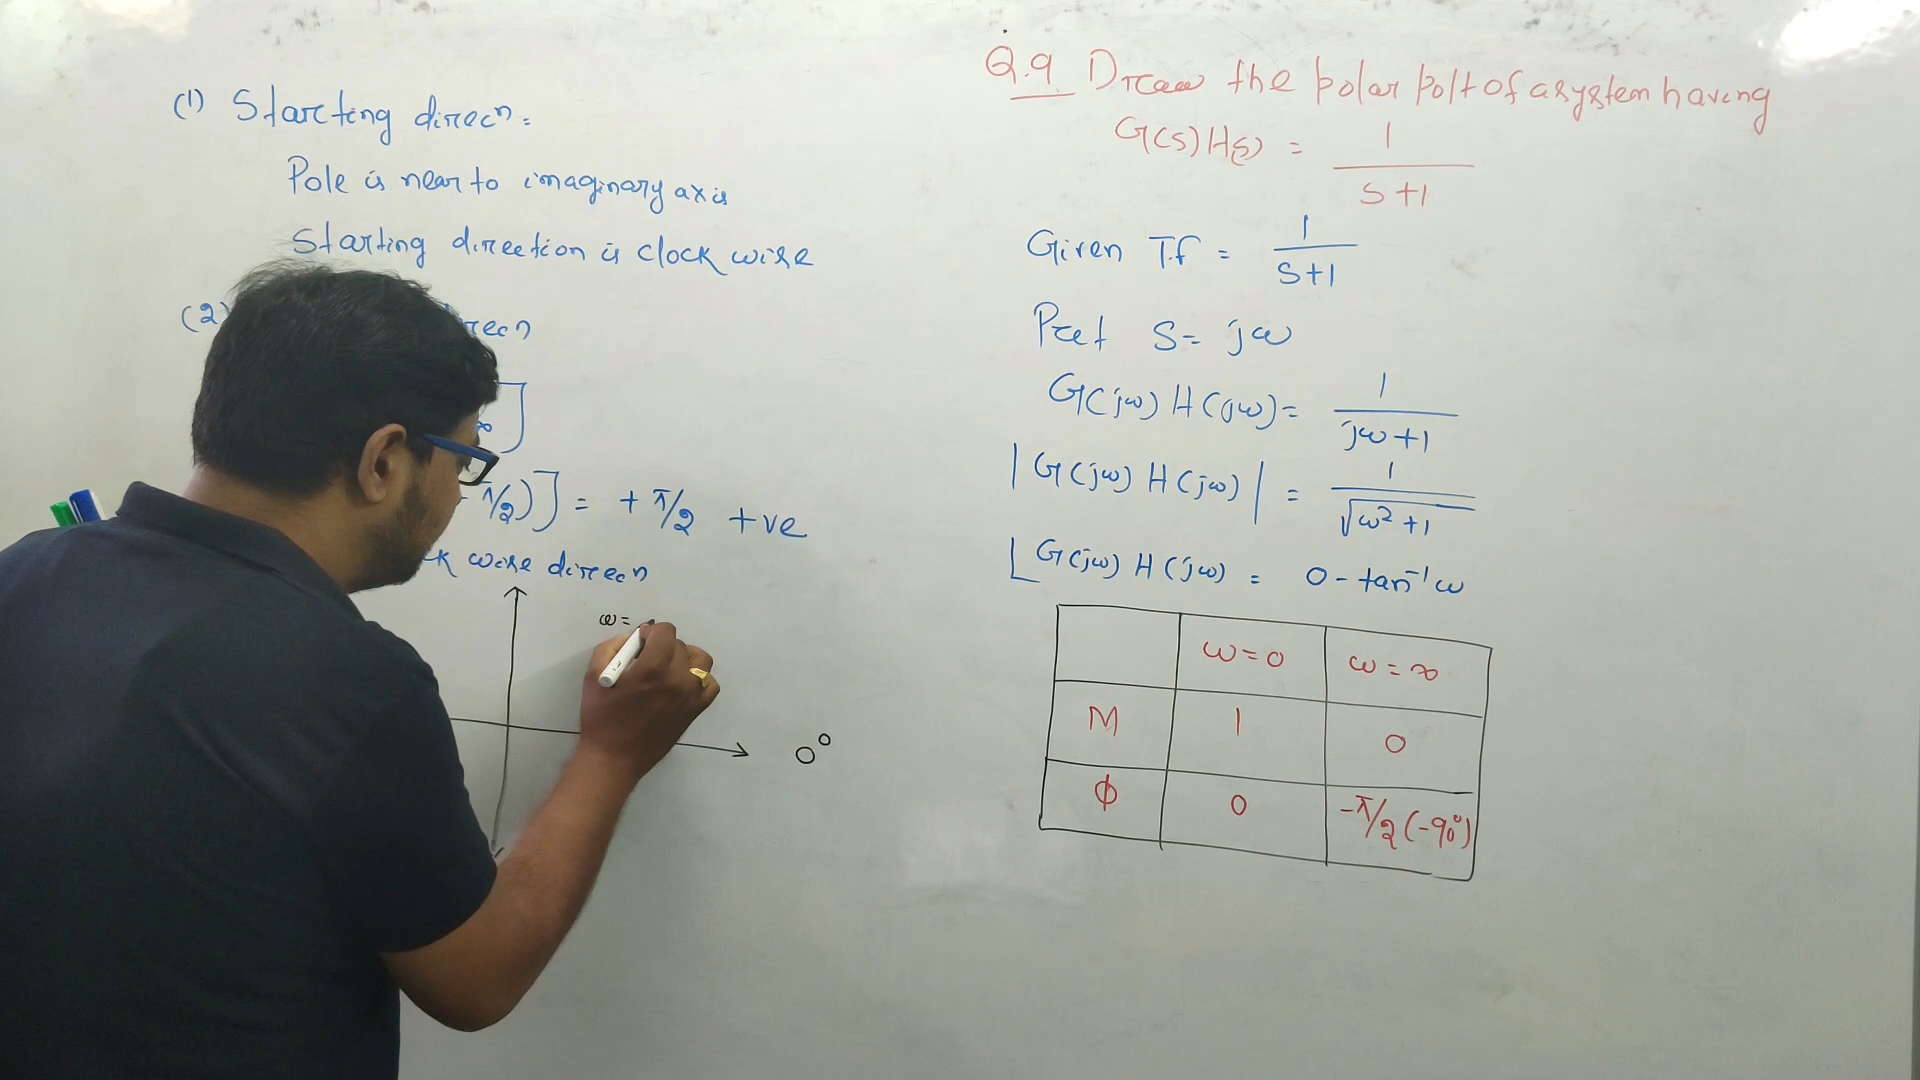 (1) Starting direcn:
Pole is near to imaginary axis
Starting direction is clock wise
(2)
∞]
-π/2)] = + π/2 +ve
wise direcn
ω =
0°
Q.9 Draw the polar polt of a system having
G(s)H(s) = 1/(s+1)
Given T.f = 1/(s+1)
Put s = jω
G(jω) H(jω) = 1/(jω+1)
|G(jω) H(jω)| = 1/√(ω²+1)
∠G(jω) H(jω) = 0 - tan⁻¹ω
ω=0 ω=∞
M 1 0
ϕ 0 -π/2 (-90°)